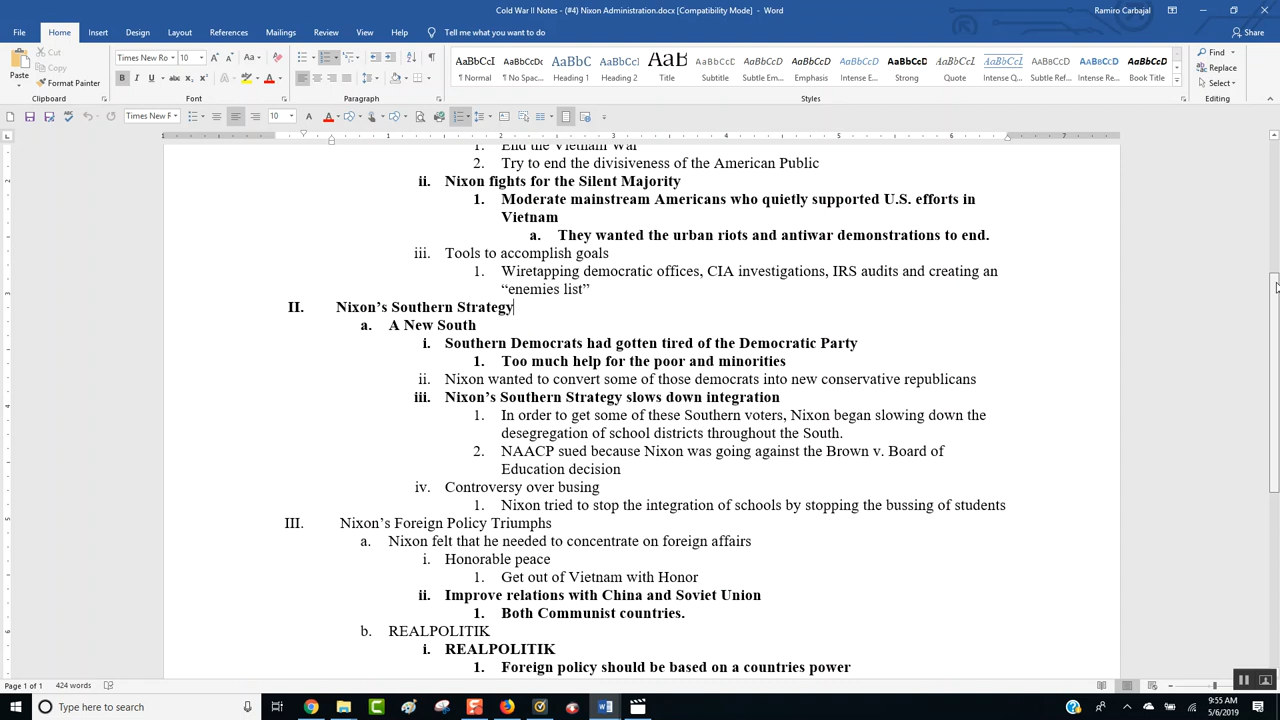 Cold War II Notes - (#4) Nixon Administration.docx [Compatibility Mode] - Word
Ramiro Carbajal
File Home Insert Design Layout References Mailings Review View Help Tell me what you want to do
Share
Paste
Cut
Copy
Format Painter
Times New Ro 10
AaBbCcI AaBbCcDc AaBbC AaBbCcI AaB AaBbCcD AaBbCcD AaBbCcD AaBbCcD AaBbCcD AaBbCcD AaBbCcD AaBbCcD AaBbCcD AaBbCcD
¶ Normal ¶ No Spac... Heading 1 Heading 2 Title Subtitle Subtle Em... Emphasis Intense E... Strong Quote Intense Q... Subtle Ref... Intense Re... Book Title
Find
Replace
Select
Clipboard Font Paragraph Styles Editing
Times New F 10
1. End the Vietnam War
2. Try to end the divisiveness of the American Public
ii. Nixon fights for the Silent Majority
1. Moderate mainstream Americans who quietly supported U.S. efforts in
Vietnam
a. They wanted the urban riots and antiwar demonstrations to end.
iii. Tools to accomplish goals
1. Wiretapping democratic offices, CIA investigations, IRS audits and creating an
“enemies list”
II. Nixon’s Southern Strategy
a. A New South
i. Southern Democrats had gotten tired of the Democratic Party
1. Too much help for the poor and minorities
ii. Nixon wanted to convert some of those democrats into new conservative republicans
iii. Nixon’s Southern Strategy slows down integration
1. In order to get some of these Southern voters, Nixon began slowing down the
desegregation of school districts throughout the South.
2. NAACP sued because Nixon was going against the Brown v. Board of
Education decision
iv. Controversy over busing
1. Nixon tried to stop the integration of schools by stopping the bussing of students
III. Nixon’s Foreign Policy Triumphs
a. Nixon felt that he needed to concentrate on foreign affairs
i. Honorable peace
1. Get out of Vietnam with Honor
ii. Improve relations with China and Soviet Union
1. Both Communist countries.
b. REALPOLITIK
i. REALPOLITIK
1. Foreign policy should be based on a countries power
Page 1 of 1 424 words
Type here to search
9:55 AM
5/6/2019